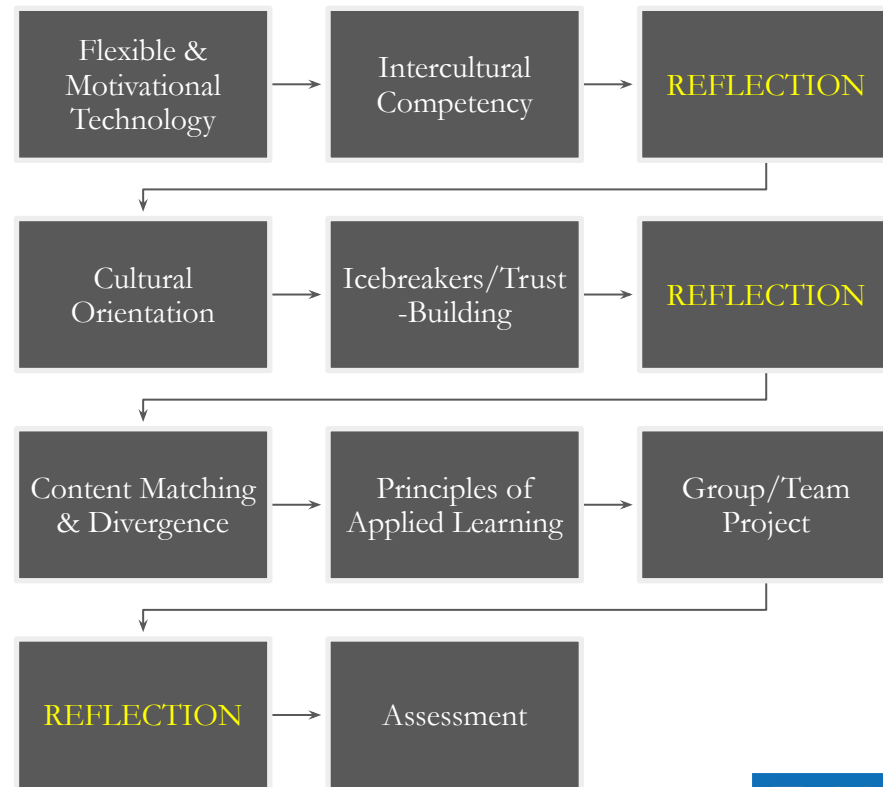 Flexible &
Motivational
Technology
Intercultural
Competency
REFLECTION
Cultural
Orientation
Icebreakers/Trust
-Building
REFLECTION
Content Matching
& Divergence
Principles of
Applied Learning
Group/Team
Project
REFLECTION
Assessment